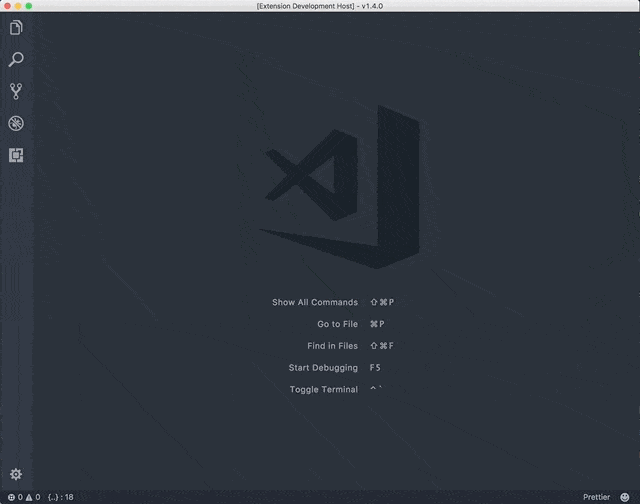 [Extension Development Host] - v1.4.0
Show All Commands ⇧⌘P
Go to File ⌘P
Find in Files ⇧⌘F
Start Debugging F5
Toggle Terminal ^`
0 0 {..} : 18 Prettier